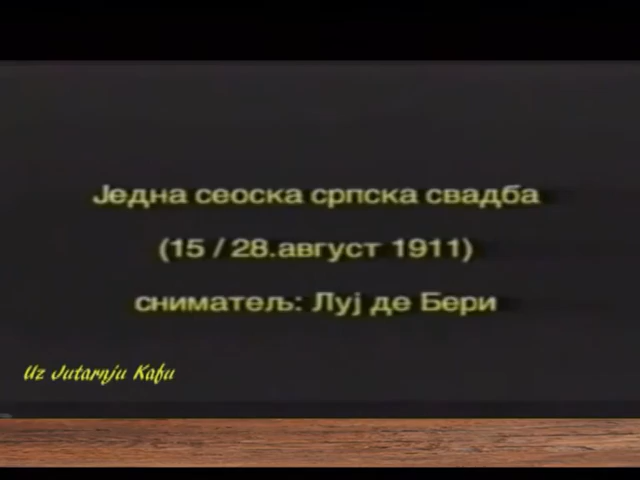 Једна сеоска српска свадба
(15 / 28.август 1911)
сниматељ: Луј де Бери
Uz Jutarnju Kafu